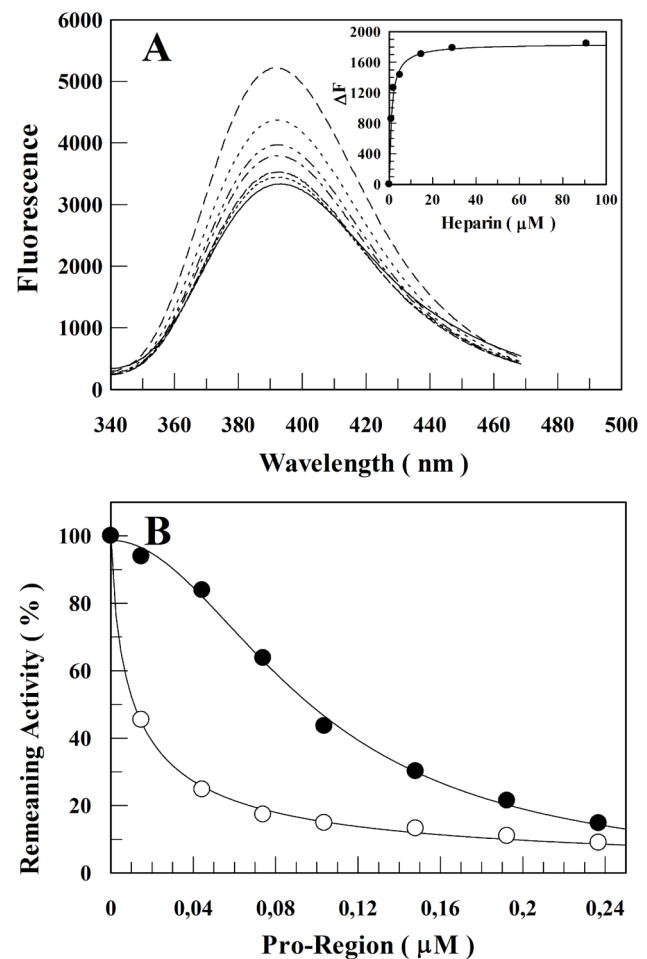 A
Fluorescence
6000
5000
4000
3000
2000
1000
0
340 360 380 400 420 440 460 480 500
Wavelength ( nm )
ΔF
2000
1600
1200
800
400
0
0 20 40 60 80 100
Heparin ( μM )
B
Remeaning Activity ( % )
100
80
60
40
20
0
0 0,04 0,08 0,12 0,16 0,2 0,24
Pro-Region ( μM )